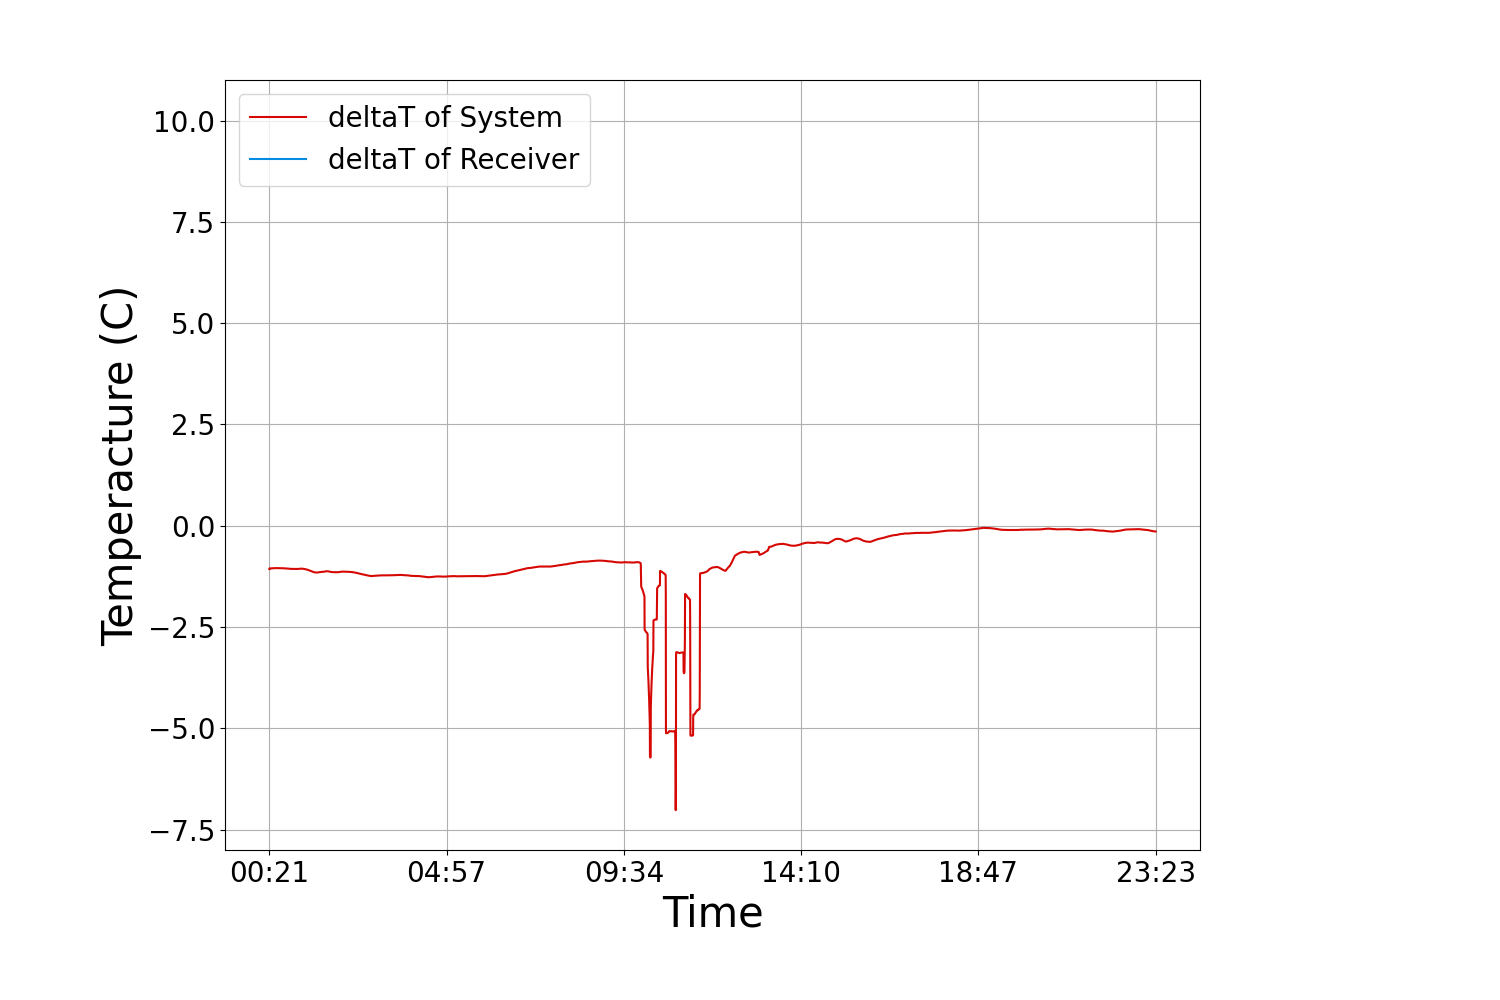 deltaT of System
deltaT of Receiver
10.0
7.5
5.0
2.5
0.0
−2.5
−5.0
−7.5
Temperacture (C)
00:21 04:57 09:34 14:10 18:47 23:23
Time